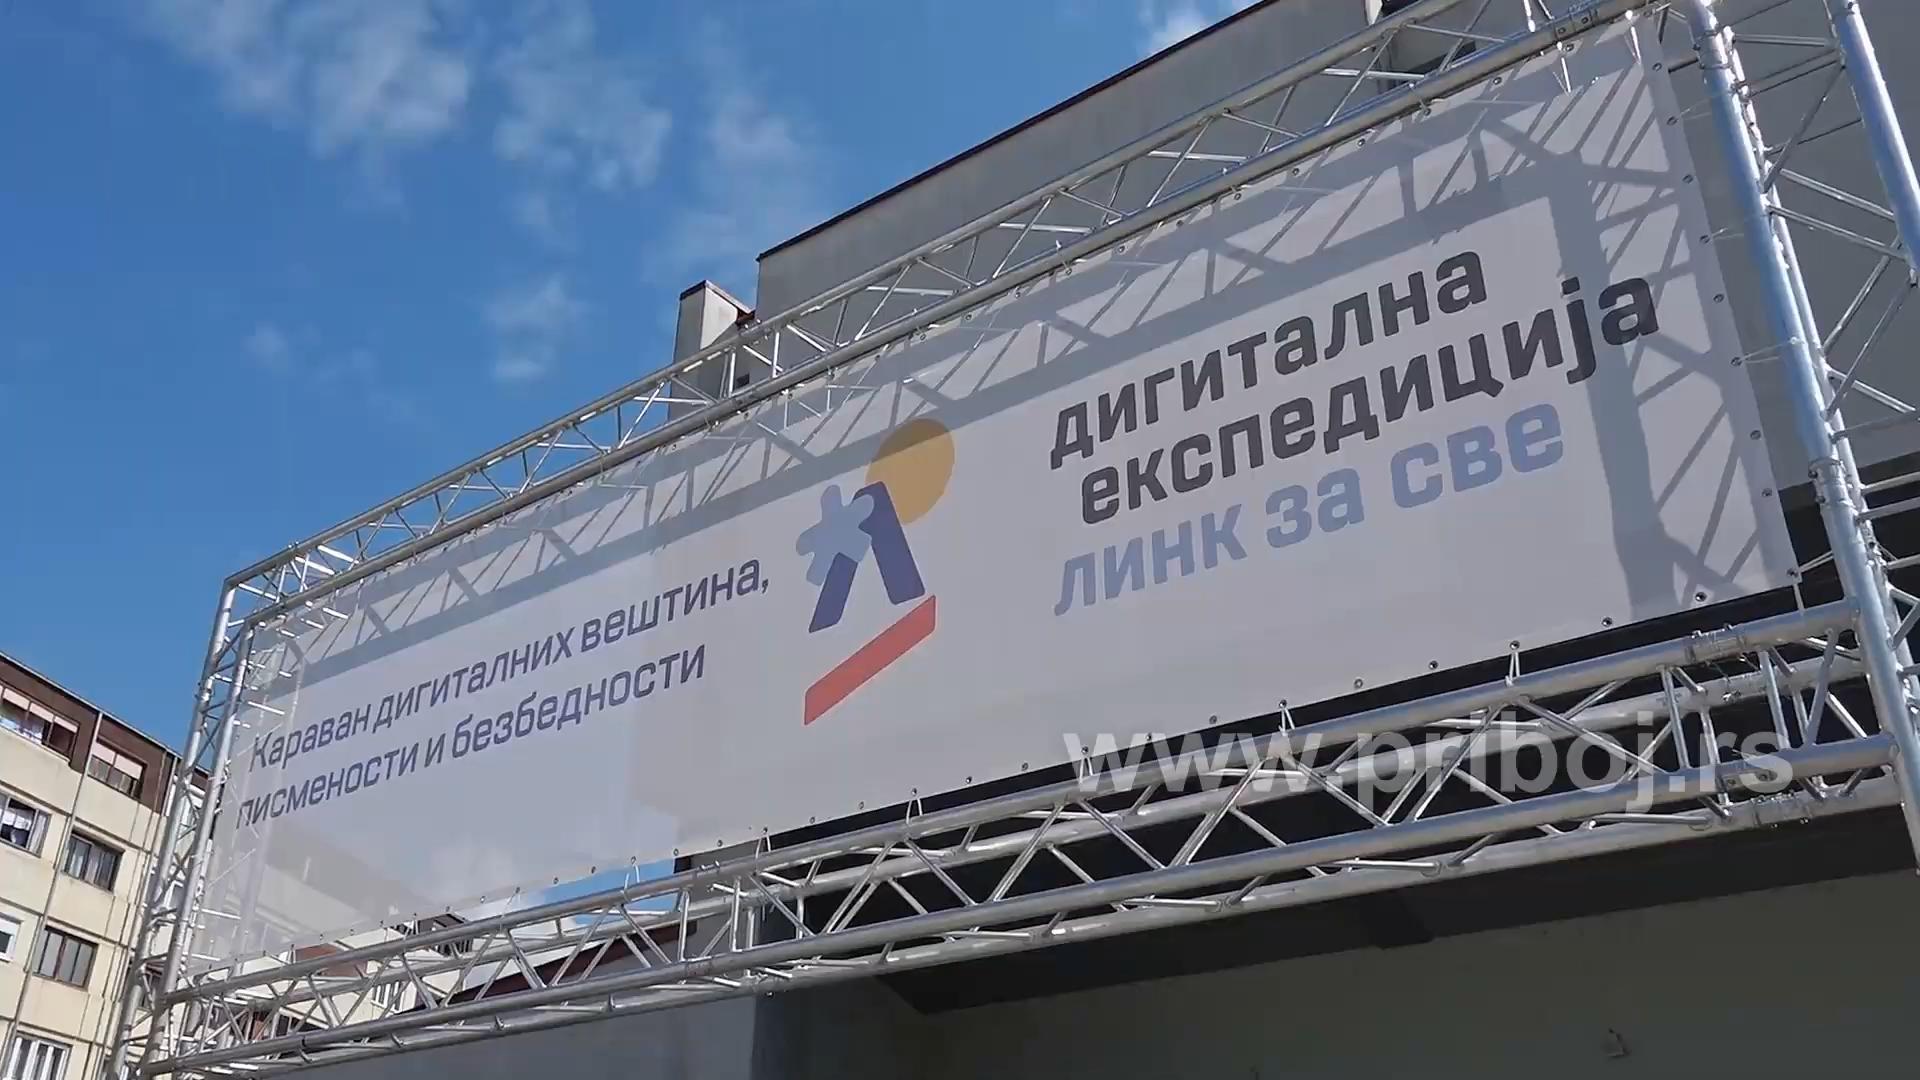 Караван дигиталних вештина,
писмености и безбедности
дигитална
експедиција
линк за све
www.priboj.rs